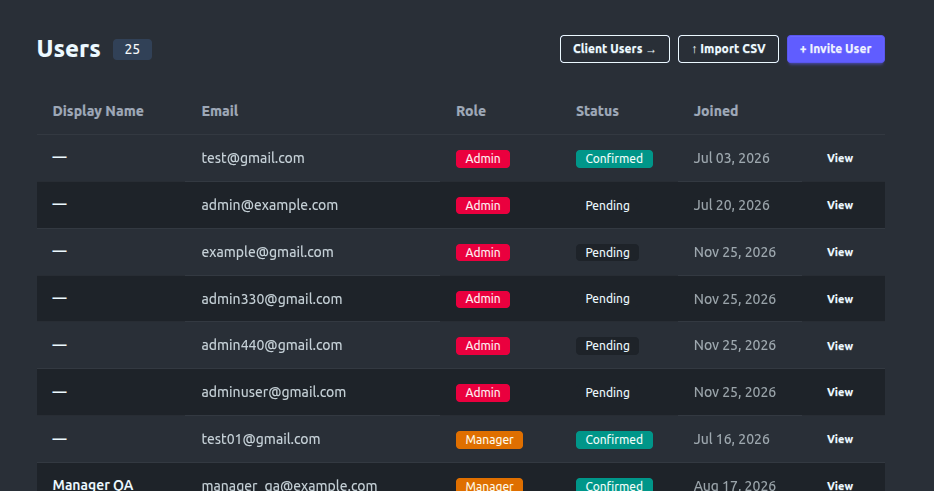 Users 25 Client Users → ↑ Import CSV + Invite User
Display Name Email Role Status Joined
— test@gmail.com Admin Confirmed Jul 03, 2026 View
— admin@example.com Admin Pending Jul 20, 2026 View
— example@gmail.com Admin Pending Nov 25, 2026 View
— admin330@gmail.com Admin Pending Nov 25, 2026 View
— admin440@gmail.com Admin Pending Nov 25, 2026 View
— adminuser@gmail.com Admin Pending Nov 25, 2026 View
— test01@gmail.com Manager Confirmed Jul 16, 2026 View
Manager QA manager_qa@example.com Manager Confirmed Aug 17, 2026 View